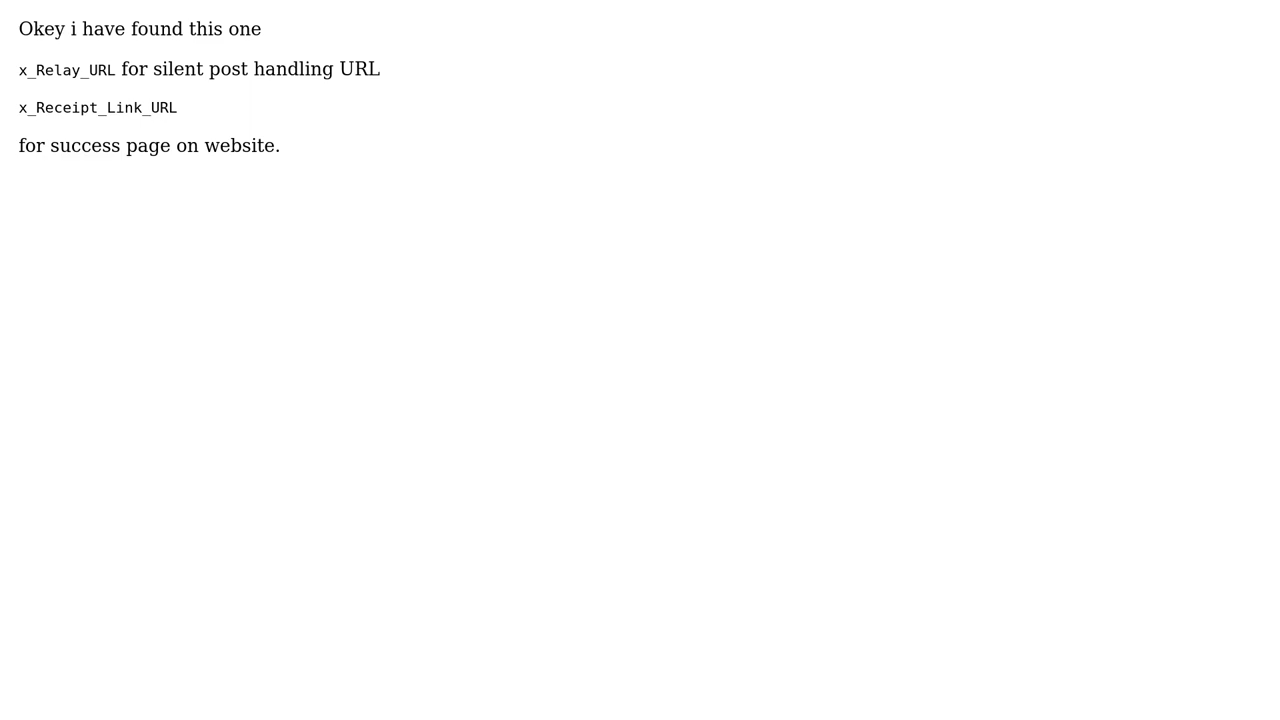 Okey i have found this one
x_Relay_URL for silent post handling URL
x_Receipt_Link_URL
for success page on website.